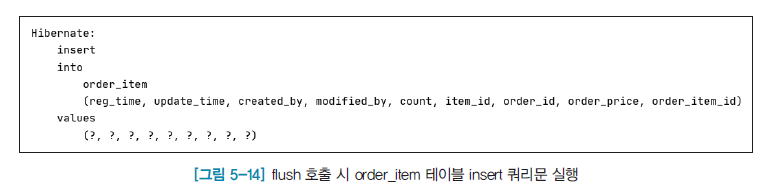 Hibernate:
insert
into
order_item
(reg_time, update_time, created_by, modified_by, count, item_id, order_id, order_price, order_item_id)
values
(?, ?, ?, ?, ?, ?, ?, ?, ?)
[그림 5-14] flush 호출 시 order_item 테이블 insert 쿼리문 실행